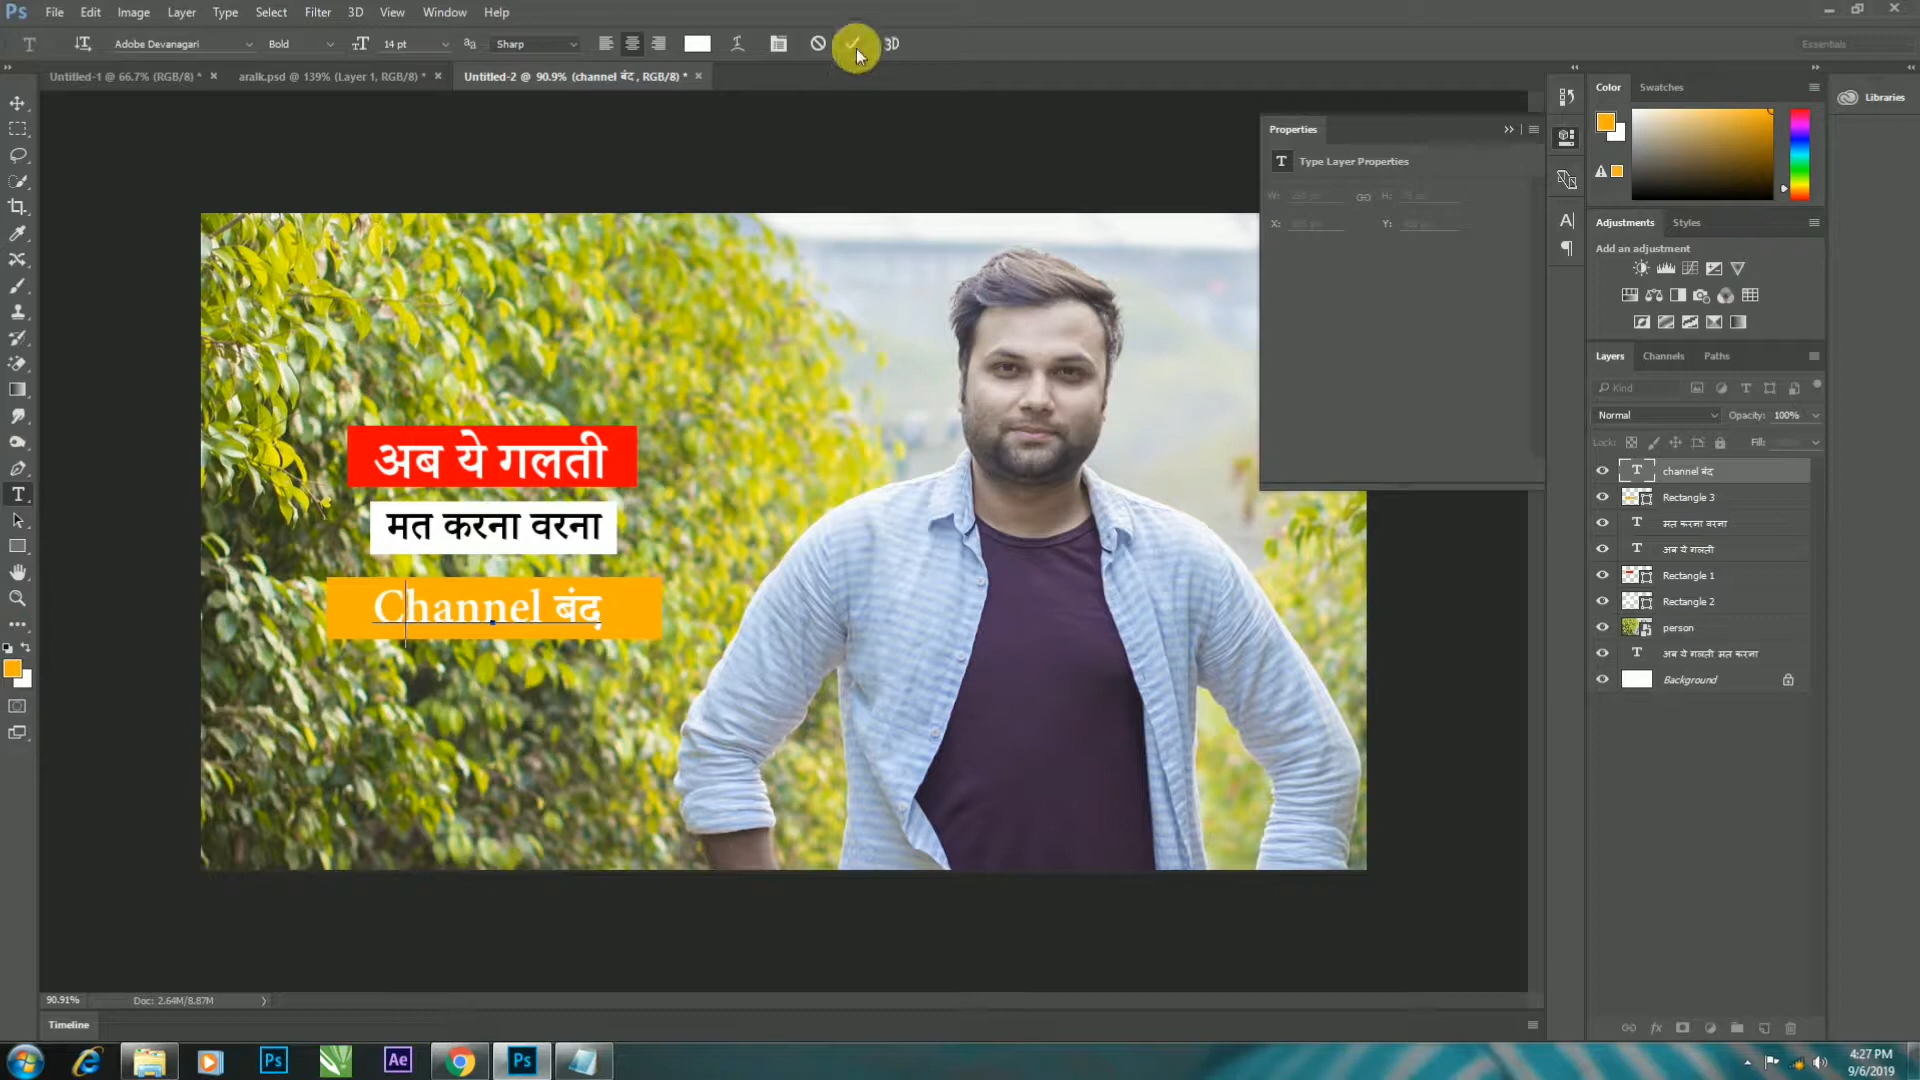 Ps File Edit Image Layer Type Select Filter 3D View Window Help
T Adobe Devanagari Bold 14 pt Sharp 3D Essentials
Untitled-1 @ 66.7% (RGB/8) * × aralk.psd @ 139% (Layer 1, RGB/8) * × Untitled-2 @ 90.9% (channel बंद , RGB/8) * ×
Properties
T Type Layer Properties
W: H:
X: Y:
Color Swatches
Libraries
Adjustments Styles
Add an adjustment
Layers Channels Paths
Kind
Normal Opacity: 100%
Lock: Fill:
channel बंद
Rectangle 3
मत करना वरना
अब ये गलती
Rectangle 1
Rectangle 2
person
अब ये गलती मत करना
Background
अब ये गलती
मत करना वरना
Channel बंद
90.91% Doc: 2.64M/8.87M
Timeline
Ps Ae Ps
4:27 PM
9/6/2019